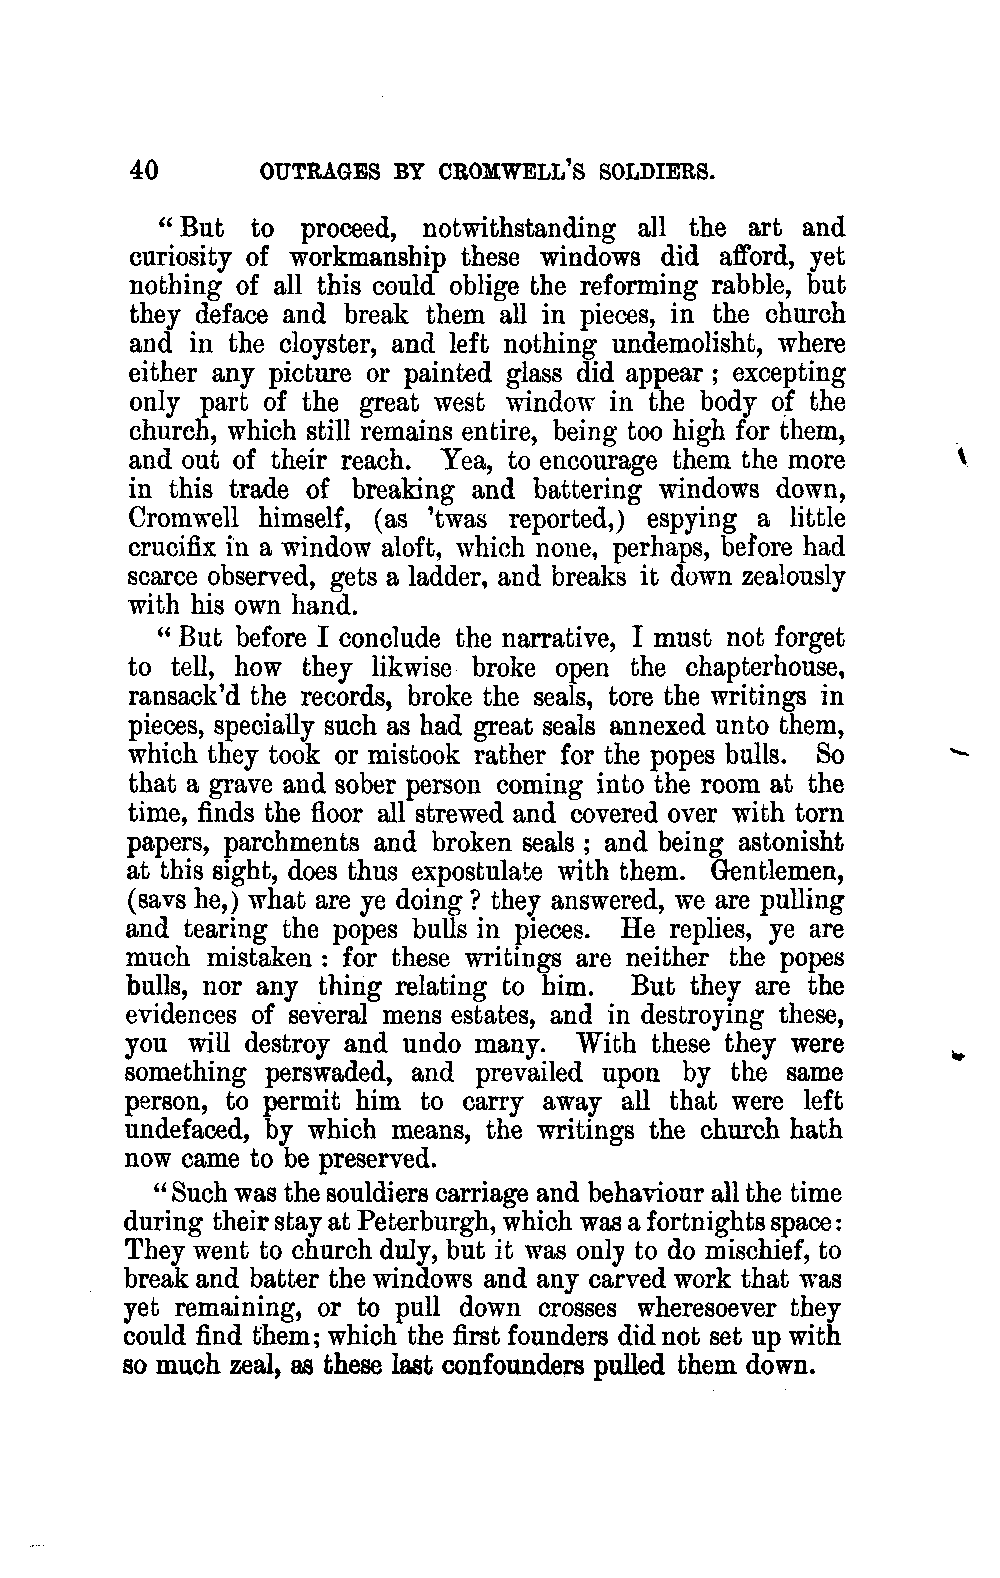 40 OUTRAGES BY CROMWELL'S SOLDIERS.
“But to proceed, notwithstanding all the art and
curiosity of workmanship these windows did afford, yet
nothing of all this could oblige the reforming rabble, but
they deface and break them all in pieces, in the church
and in the cloyster, and left nothing undemolisht, where
either any picture or painted glass did appear ; excepting
only part of the great west window in the body of the
church, which still remains entire, being too high for them,
and out of their reach. Yea, to encourage them the more
in this trade of breaking and battering windows down,
Cromwell himself, (as ’twas reported,) espying a little
crucifix in a window aloft, which none, perhaps, before had
scarce observed, gets a ladder, and breaks it down zealously
with his own hand.
“But before I conclude the narrative, I must not forget
to tell, how they likwise broke open the chapterhouse,
ransack’d the records, broke the seals, tore the writings in
pieces, specially such as had great seals annexed unto them,
which they took or mistook rather for the popes bulls. So
that a grave and sober person coming into the room at the
time, finds the floor all strewed and covered over with torn
papers, parchments and broken seals ; and being astonisht
at this sight, does thus expostulate with them. Gentlemen,
(says he,) what are ye doing ? they answered, we are pulling
and tearing the popes bulls in pieces. He replies, ye are
much mistaken : for these writings are neither the popes
bulls, nor any thing relating to him. But they are the
evidences of several mens estates, and in destroying these,
you will destroy and undo many. With these they were
something perswaded, and prevailed upon by the same
person, to permit him to carry away all that were left
undefaced, by which means, the writings the church hath
now came to be preserved.
“Such was the souldiers carriage and behaviour all the time
during their stay at Peterburgh, which was a fortnights space:
They went to church duly, but it was only to do mischief, to
break and batter the windows and any carved work that was
yet remaining, or to pull down crosses wheresoever they
could find them; which the first founders did not set up with
so much zeal, as these last confounders pulled them down.